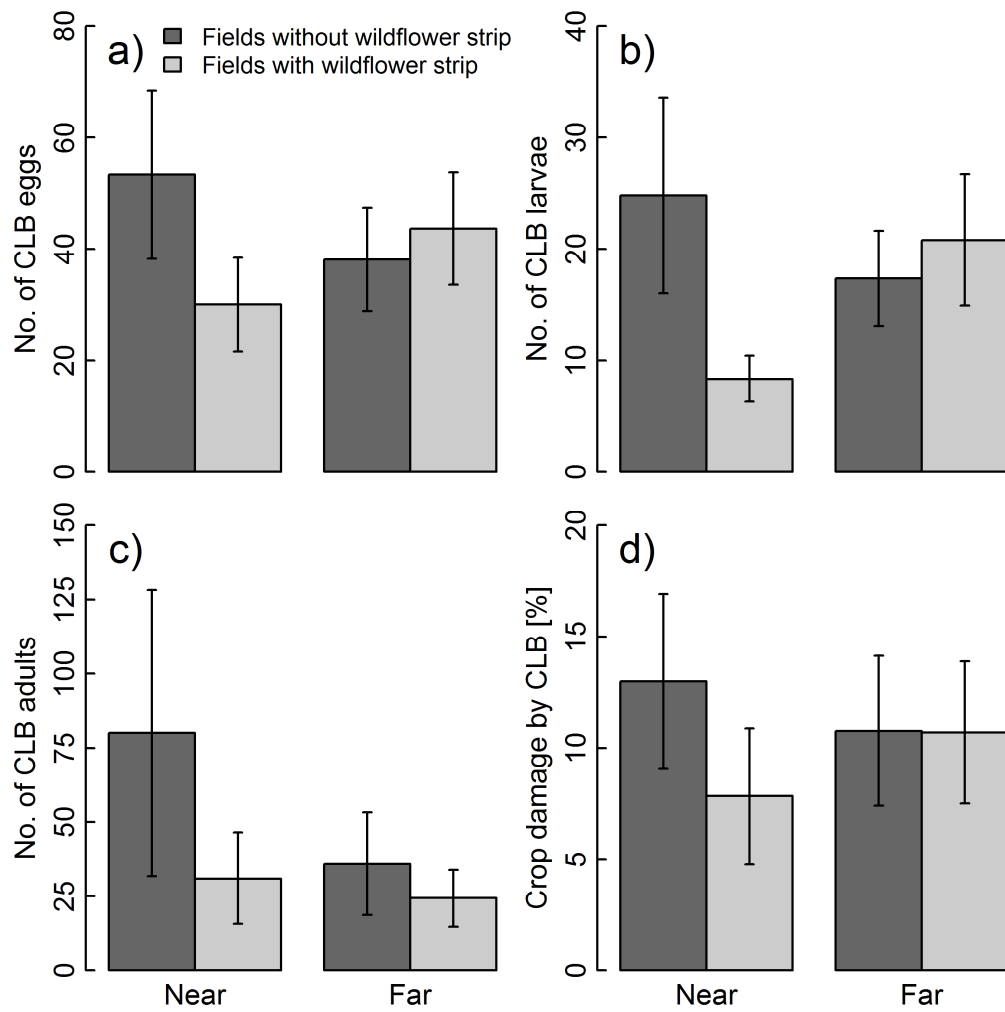 a)
Fields without wildflower strip
Fields with wildflower strip
No. of CLB eggs
0
20
40
60
80
b)
No. of CLB larvae
0
10
20
30
40
c)
No. of CLB adults
0
25
50
75
100
125
150
Near
Far
d)
Crop damage by CLB [%]
0
5
10
15
20
Near
Far